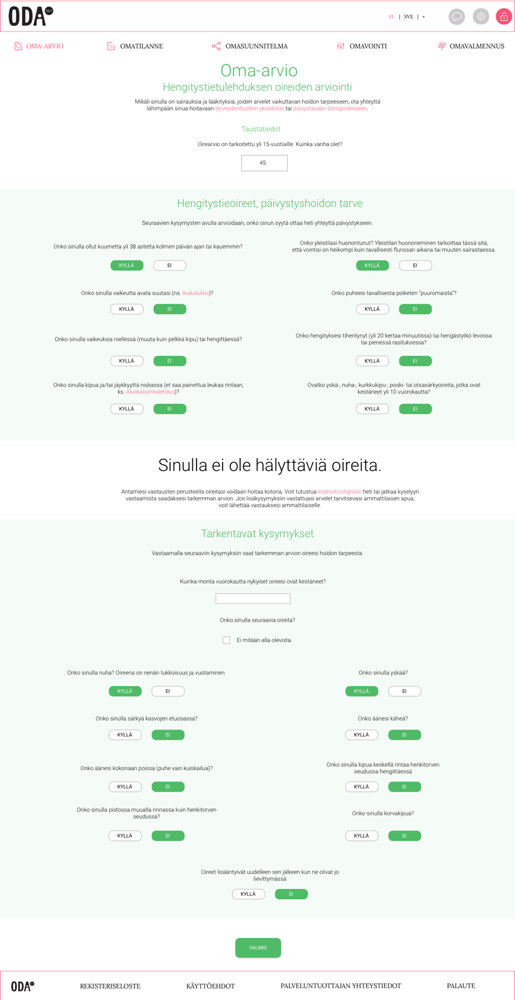 ODA 24/7
FI | SVE | +
OMA-ARVIO
OMATILANNE
OMASUUNNITELMA
OMAVOINTI
OMAVALMENNUS
Oma-arvio
Hengitystietulehduksen oireiden arviointi
Mikäli sinulla on sairauksia ja lääkityksiä, joiden arvelet vaikuttavan hoidon tarpeeseen, ota yhteyttä
lähimpään sinua hoitavaan terveydenhuollon yksikköön tai päivystävään toimipisteeseen.
Taustatiedot
Oirearvio on tarkoitettu yli 15-vuotiaille. Kuinka vanha olet?
45
Hengitystieoireet, päivystyshoidon tarve
Seuraavien kysymysten avulla arvioidaan, onko sinun syytä ottaa heti yhteyttä päivystykseen.
Onko sinulla ollut kuumetta yli 38 astetta kolmen päivän ajan tai kauemmin?
KYLLÄ EI
Onko yleistilasi huonontunut? Yleistilan huononeminen tarkoittaa tässä sitä,
että vointisi on heikompi kuin tavallisesti flunssan aikana tai muuten sairastaessa.
KYLLÄ EI
Onko sinulla vaikeutta avata suutasi (ns. leukalukko)?
KYLLÄ EI
Onko puheesi tavallisesta poiketen "puuromaista"?
KYLLÄ EI
Onko sinulla vaikeuksia niellessä (muuta kuin pelkkä kipu) tai hengittäessä?
KYLLÄ EI
Onko hengityksesi tihentynyt (yli 20 kertaa minuutissa) tai hengästytkö levossa
tai pienessä rasituksessa?
KYLLÄ EI
Onko sinulla kipua ja/tai jäykkyyttä niskassa (et saa painettua leukaa rintaan,
ks. Aivokalvontulehdus)?
KYLLÄ EI
Ovatko yskä-, nuha-, kurkkukipu-, poski- tai otsasärkyoireita, jotka ovat
kestäneet yli 10 vuorokautta?
KYLLÄ EI
Sinulla ei ole hälyttäviä oireita.
Antamiesi vastausten perusteella oireitasi voidaan hoitaa kotona. Voit tutustua itsehoito-ohjeisiin heti tai jatkaa kyselyyn
vastaamista saadaksesi tarkemman arvion. Jos lisäkysymyksiin vastattuasi arvelet tarvitsevasi ammattilaisen apua,
voit lähettää vastauksesi ammattilaiselle.
Tarkentavat kysymykset
Vastaamalla seuraaviin kysymyksiin saat tarkemman arvion oireesi hoidon tarpeesta.
Kuinka monta vuorokautta nykyiset oireesi ovat kestäneet?
Onko sinulla seuraavia oireita?
Ei mitään alla olevista.
Onko sinulla nuha? Oireena on nenän tukkoisuus ja vuotaminen.
KYLLÄ EI
Onko sinulla yskää?
KYLLÄ EI
Onko sinulla särkyä kasvojen etuosassa?
KYLLÄ EI
Onko äänesi käheä?
KYLLÄ EI
Onko äänesi kokonaan poissa (puhe vain kuiskailua)?
KYLLÄ EI
Onko sinulla kipua keskellä rintaa henkitorven
seudussa hengittäessä
KYLLÄ EI
Onko sinulla pistossa muualla rinnassa kuin henkitorven
seudussa?
KYLLÄ EI
Onko sinulla korvakipua?
KYLLÄ EI
Oireet lisääntyivät uudelleen sen jälkeen kun ne olivat jo
lievittymässä
KYLLÄ EI
VALMIS
ODA
REKISTERISELOSTE
KÄYTTÖEHDOT
PALVELUNTUOTTAJAN YHTEYSTIEDOT
PALAUTE